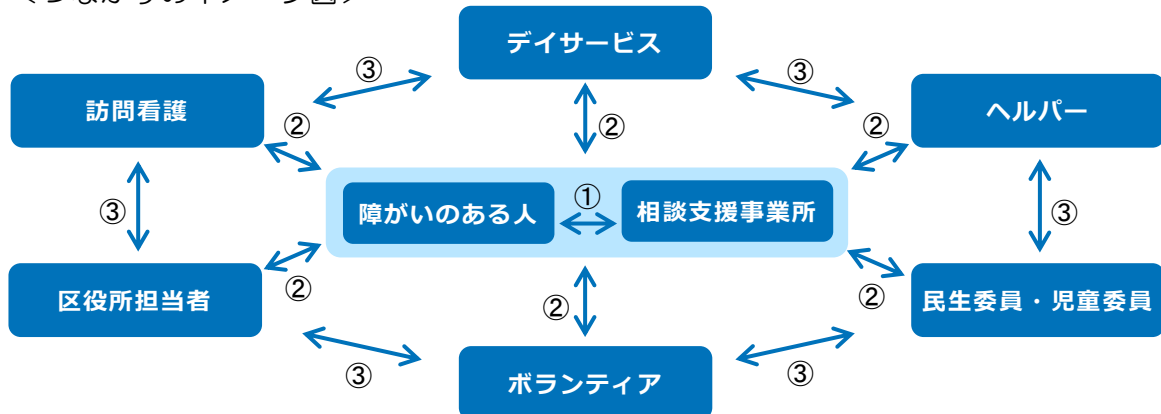 デイサービス
③
③
訪問看護
ヘルパー
②
②
②
①
障がいのある人
相談支援事業所
③
③
②
②
②
区役所担当者
民生委員・児童委員
③
③
ボランティア